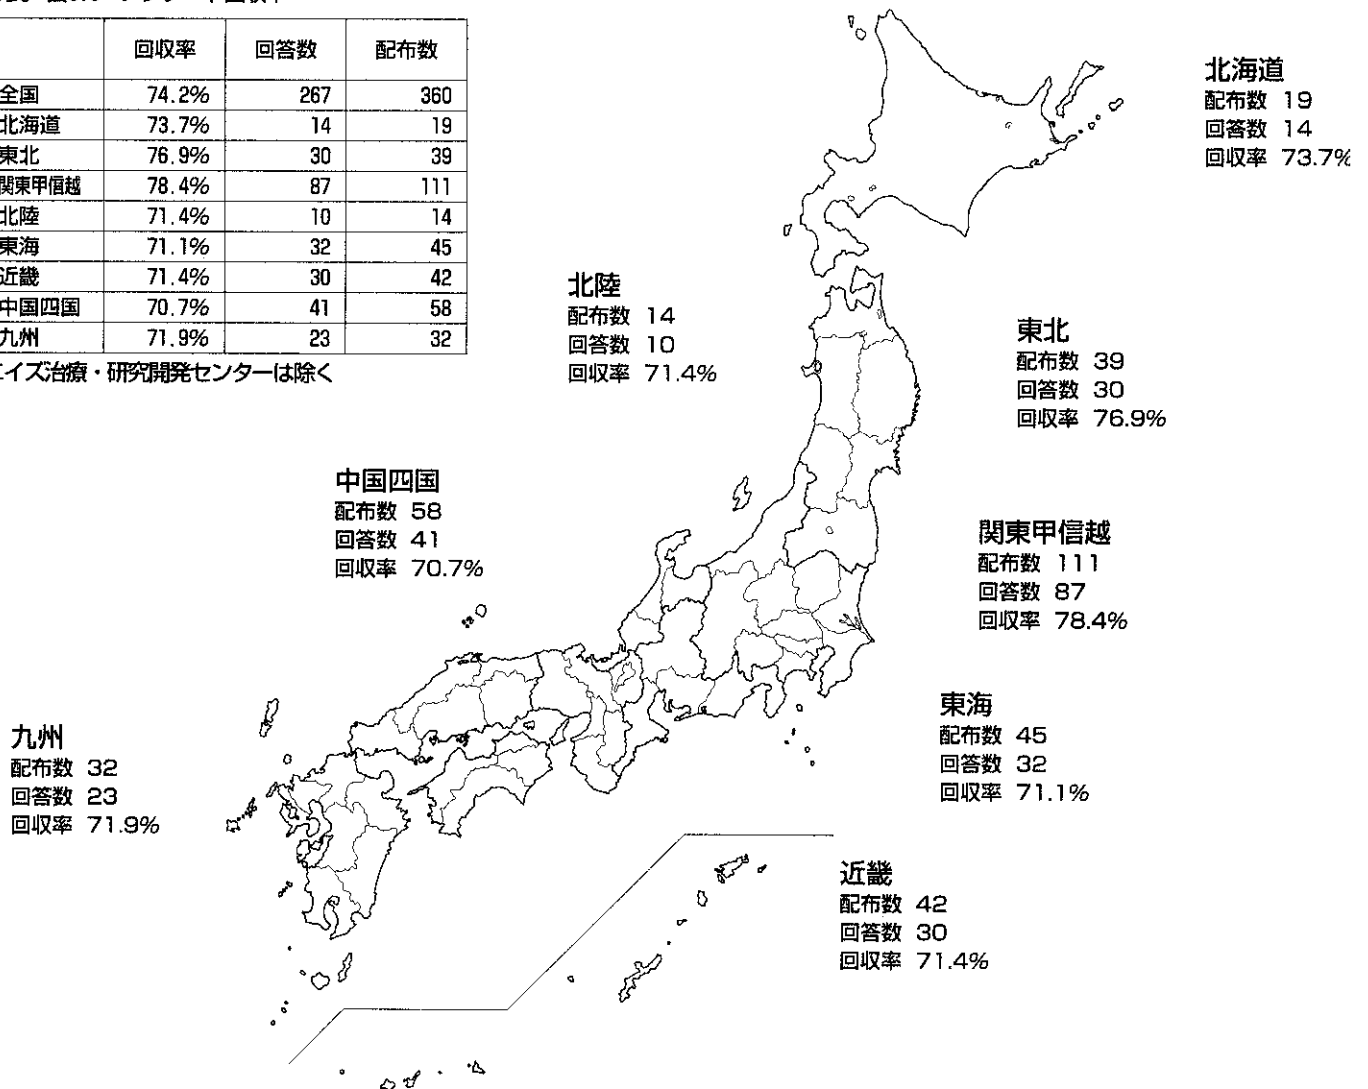 回収率 回答数 配布数
全国 74.2% 267 360
北海道 73.7% 14 19
東北 76.9% 30 39
関東甲信越 78.4% 87 111
北陸 71.4% 10 14
東海 71.1% 32 45
近畿 71.4% 30 42
中国四国 70.7% 41 58
九州 71.9% 23 32
エイズ治療・研究開発センターは除く
北海道
配布数 19
回答数 14
回収率 73.7%
北陸
配布数 14
回答数 10
回収率 71.4%
東北
配布数 39
回答数 30
回収率 76.9%
中国四国
配布数 58
回答数 41
回収率 70.7%
関東甲信越
配布数 111
回答数 87
回収率 78.4%
東海
配布数 45
回答数 32
回収率 71.1%
九州
配布数 32
回答数 23
回収率 71.9%
近畿
配布数 42
回答数 30
回収率 71.4%